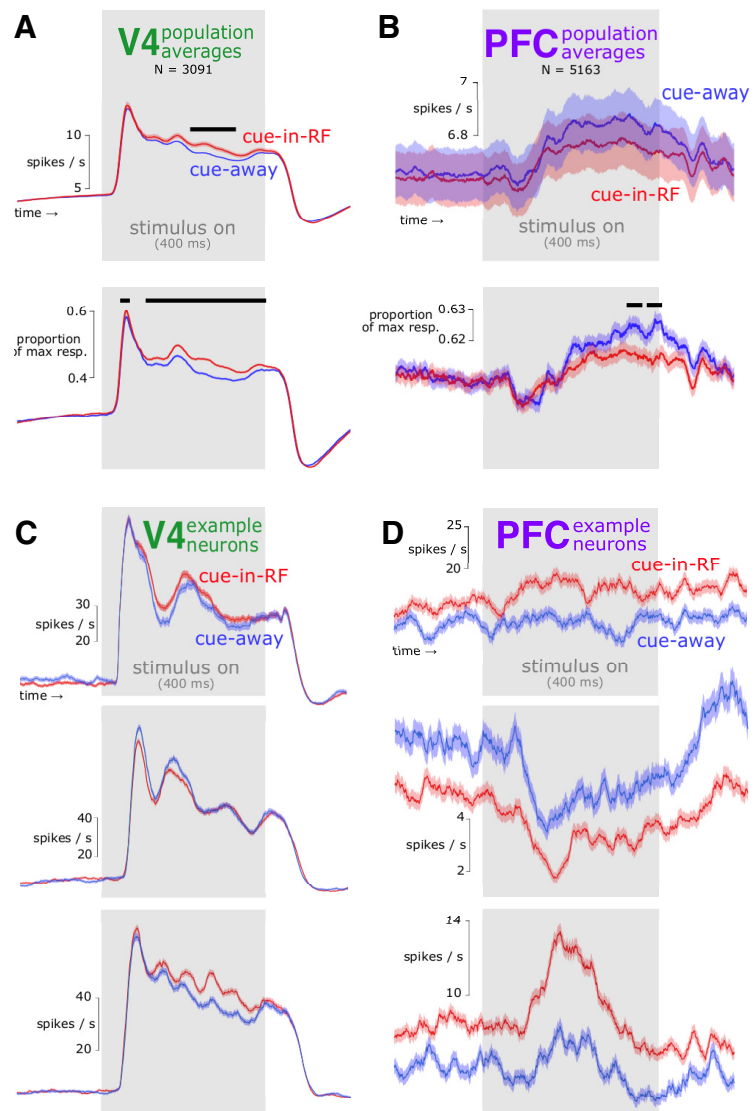 A
V4 population averages
N = 3091
10
spikes / s
5
cue-in-RF
cue-away
time →
stimulus on
(400 ms)
0.6
proportion
of max resp.
0.4
B
PFC population averages
N = 5163
7
spikes / s
6.8
cue-away
cue-in-RF
time →
stimulus on
(400 ms)
0.63
proportion
of max resp.
0.62
C
V4 example neurons
cue-in-RF
30
spikes / s
20
cue-away
stimulus on
(400 ms)
time →
40
spikes / s
20
40
spikes / s
20
D
PFC example neurons
25
spikes / s
20
cue-in-RF
cue-away
time →
stimulus on
(400 ms)
4
spikes / s
2
14
spikes / s
10